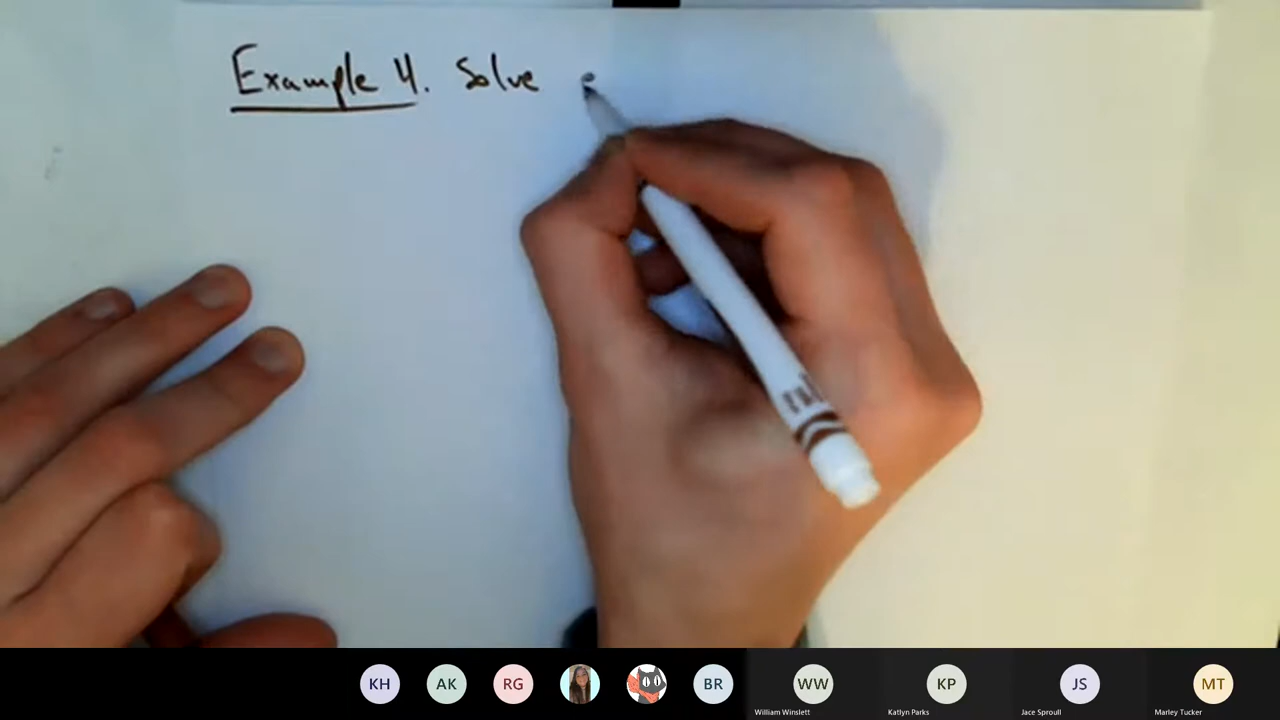 Example 4. Solve e
KH AK RG BR WW KP JS MT
William Winslett Katlyn Parks Jace Sproull Marley Tucker